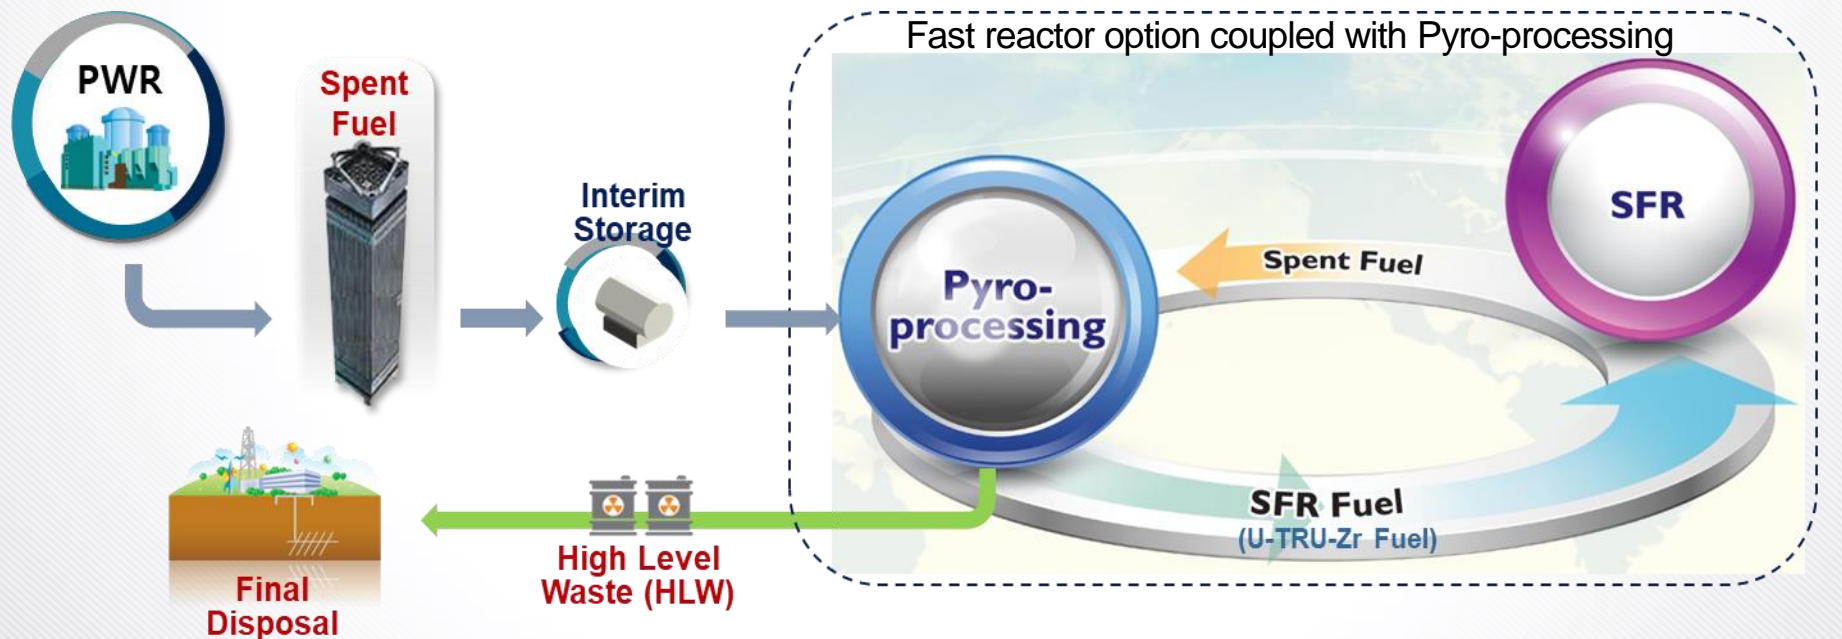 Fast reactor option coupled with Pyro-processing
PWR
Spent
Fuel
Interim
Storage
Pyro-
processing
Spent Fuel
SFR
SFR Fuel
(U-TRU-Zr Fuel)
High Level
Waste (HLW)
Final
Disposal